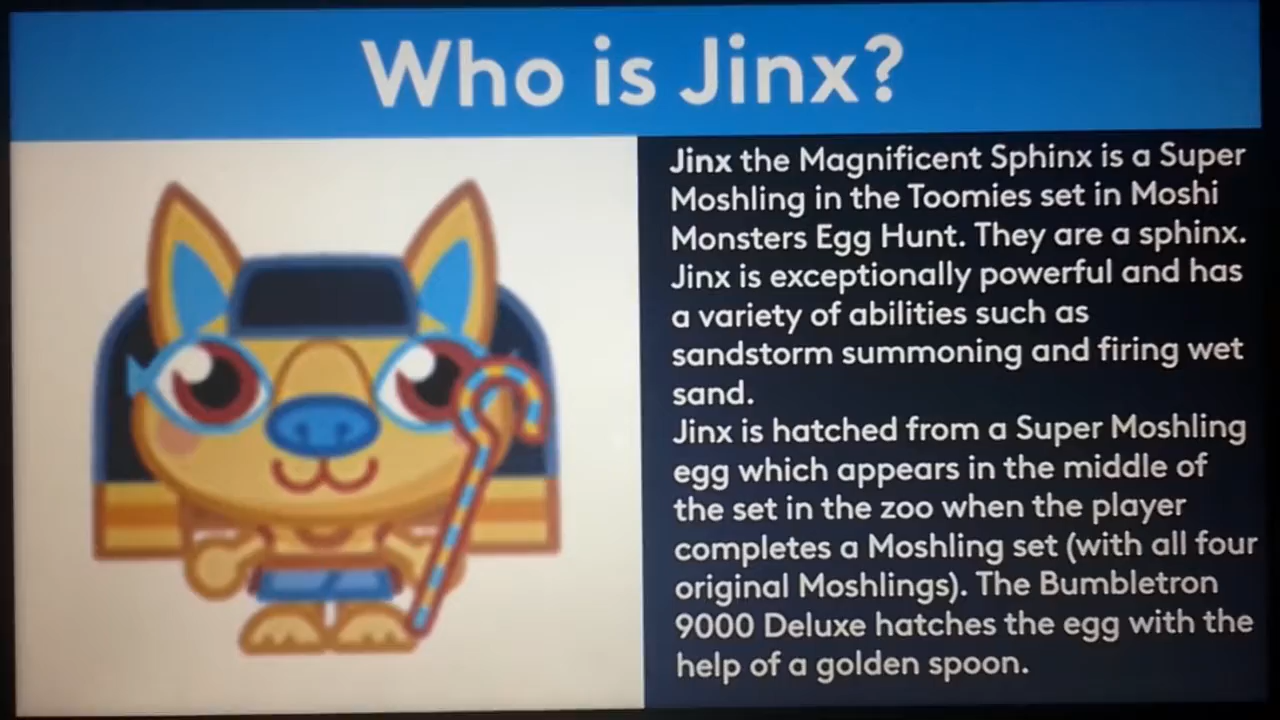 Who is Jinx?
Jinx the Magnificent Sphinx is a Super
Moshling in the Toomies set in Moshi
Monsters Egg Hunt. They are a sphinx.
Jinx is exceptionally powerful and has
a variety of abilities such as
sandstorm summoning and firing wet
sand.
Jinx is hatched from a Super Moshling
egg which appears in the middle of
the set in the zoo when the player
completes a Moshling set (with all four
original Moshlings). The Bumbletron
9000 Deluxe hatches the egg with the
help of a golden spoon.